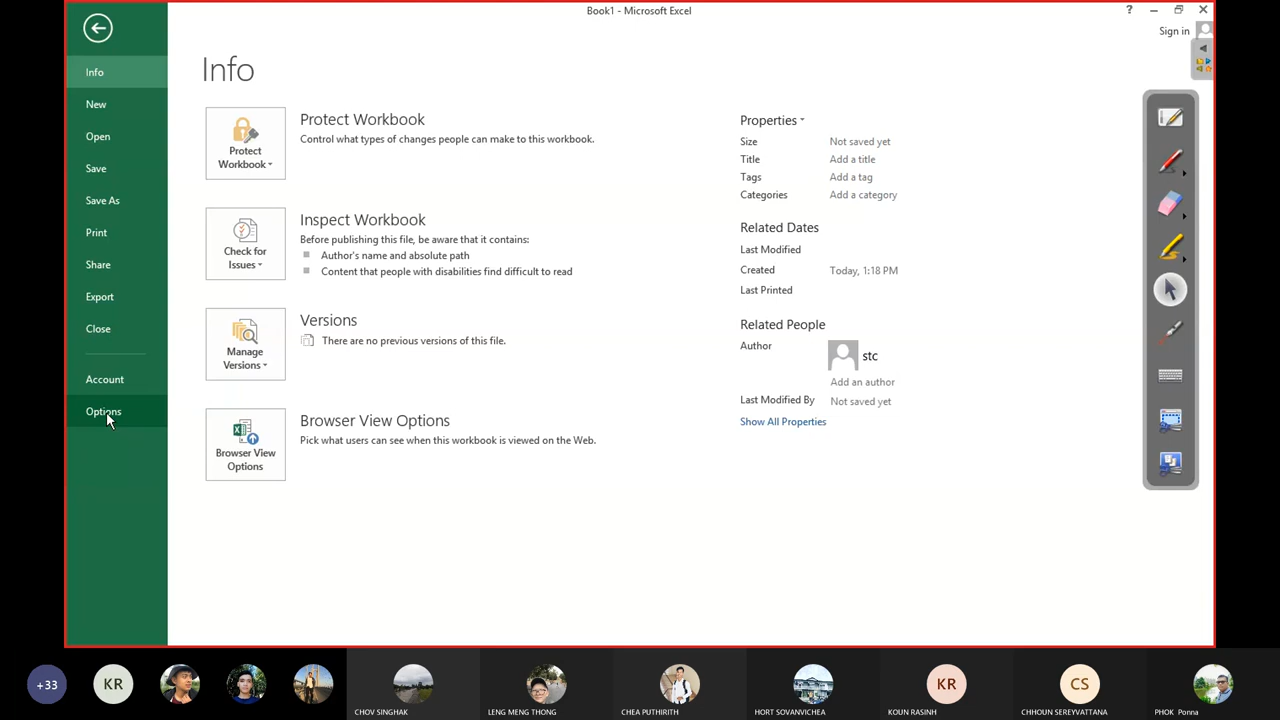 Book1 - Microsoft Excel
?
Sign in
Info
New
Open
Save
Save As
Print
Share
Export
Close
Account
Options
Info
Protect
Workbook
Protect Workbook
Control what types of changes people can make to this workbook.
Check for
Issues
Inspect Workbook
Before publishing this file, be aware that it contains:
Author's name and absolute path
Content that people with disabilities find difficult to read
Manage
Versions
Versions
There are no previous versions of this file.
Browser View
Options
Browser View Options
Pick what users can see when this workbook is viewed on the Web.
Properties
Size Not saved yet
Title Add a title
Tags Add a tag
Categories Add a category
Related Dates
Last Modified
Created Today, 1:18 PM
Last Printed
Related People
Author stc
Add an author
Last Modified By Not saved yet
Show All Properties
+33
KR
CHOV SINGHAK
LENG MENG THONG
CHEA PUTHIRITH
HORT SOVANVICHEA
KR
KOUN RASINH
CS
CHHOUN SEREYVATTANA
PHOK Ponna